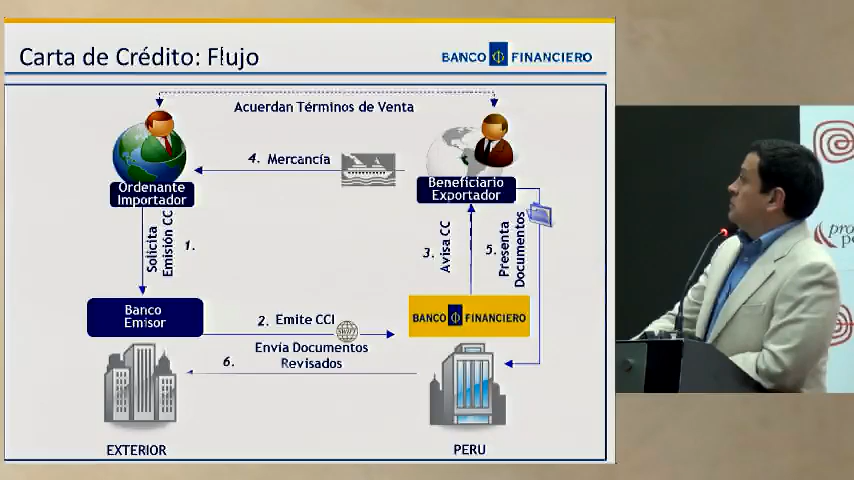 Carta de Crédito: Flujo
BANCO FINANCIERO
Acuerdan Términos de Venta
4. Mercancía
Ordenante
Importador
Beneficiario
Exportador
Solicita
Emisión CC
1.
3.
Avisa CC
5.
Presenta
Documentos
Banco
Emisor
2. Emite CCI
SWIFT
BANCO FINANCIERO
Envía Documentos
Revisados
6.
EXTERIOR
PERU